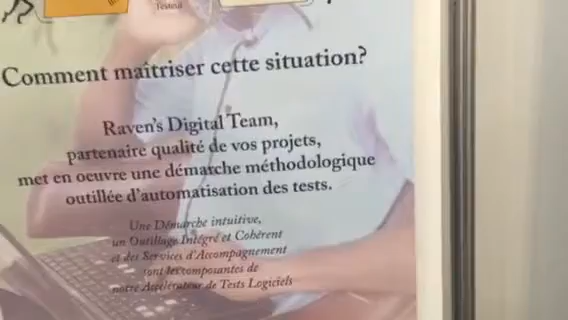 Testeur
Comment maîtriser cette situation?
Raven's Digital Team,
partenaire qualité de vos projets,
met en oeuvre une démarche méthodologique
outillée d'automatisation des tests.
Une Démarche intuitive,
un Outillage Intégré et Cohérent
et des Services d'Accompagnement
sont les composantes de
notre Accélérateur de Tests Logiciels